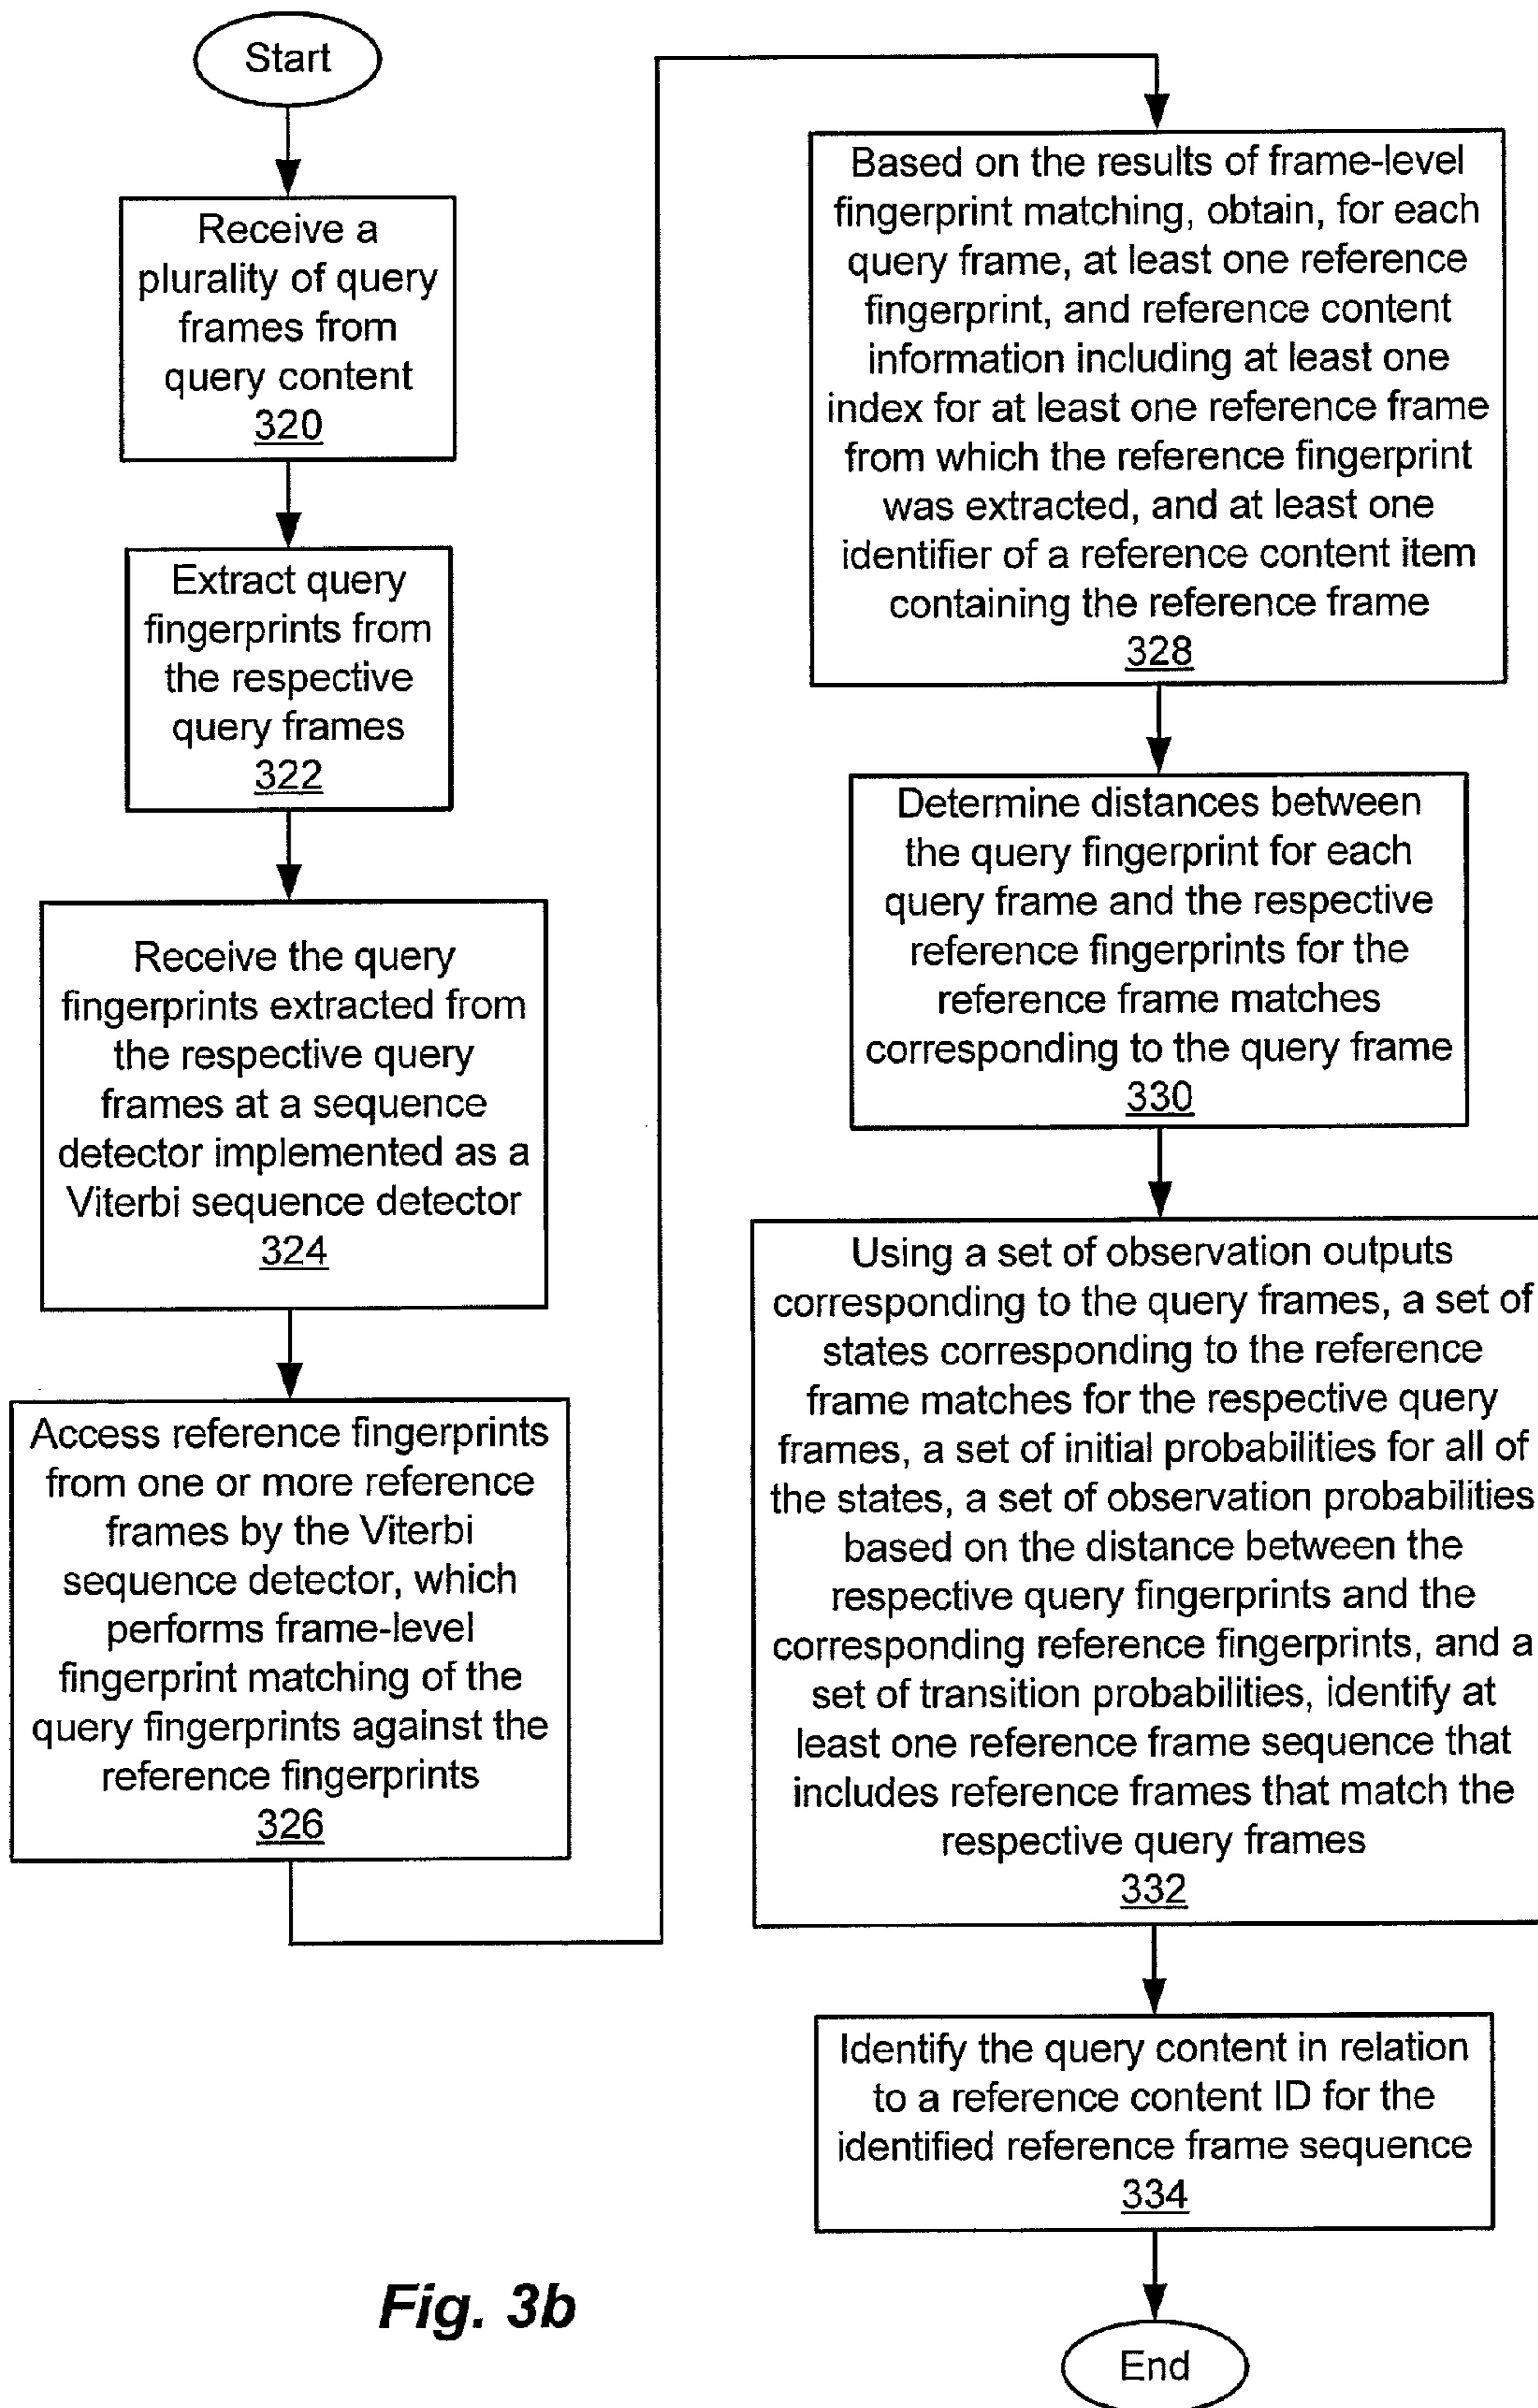 Start
Receive a
plurality of query
frames from
query content
320
Extract query
fingerprints from
the respective
query frames
322
Receive the query
fingerprints extracted from
the respective query
frames at a sequence
detector implemented as a
Viterbi sequence detector
324
Access reference fingerprints
from one or more reference
frames by the Viterbi
sequence detector, which
performs frame-level
fingerprint matching of the
query fingerprints against the
reference fingerprints
326
Based on the results of frame-level
fingerprint matching, obtain, for each
query frame, at least one reference
fingerprint, and reference content
information including at least one
index for at least one reference frame
from which the reference fingerprint
was extracted, and at least one
identifier of a reference content item
containing the reference frame
328
Determine distances between
the query fingerprint for each
query frame and the respective
reference fingerprints for the
reference frame matches
corresponding to the query frame
330
Using a set of observation outputs
corresponding to the query frames, a set of
states corresponding to the reference
frame matches for the respective query
frames, a set of initial probabilities for all of
the states, a set of observation probabilities
based on the distance between the
respective query fingerprints and the
corresponding reference fingerprints, and a
set of transition probabilities, identify at
least one reference frame sequence that
includes reference frames that match the
respective query frames
332
Identify the query content in relation
to a reference content ID for the
identified reference frame sequence
334
End
Fig. 3b